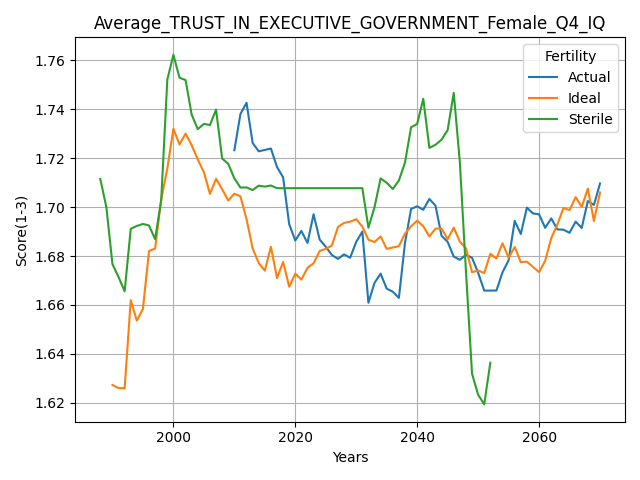 Average_TRUST_IN_EXECUTIVE_GOVERNMENT_Female_Q4_IQ
Fertility
Actual
Ideal
Sterile
Score(1-3)
1.76
1.74
1.72
1.70
1.68
1.66
1.64
1.62
2000
2020
2040
2060
Years